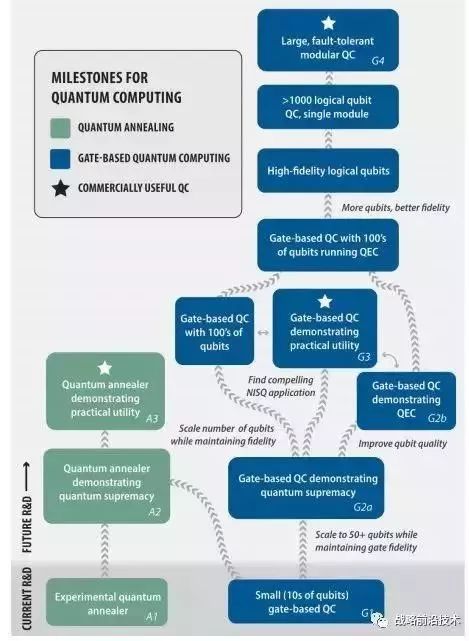 MILESTONES FOR
QUANTUM COMPUTING
QUANTUM ANNEALING
GATE-BASED QUANTUM COMPUTING
COMMERCIALLY USEFUL QC
Large, fault-tolerant
modular QC
G4
>1000 logical qubit
QC, single module
High-fidelity logical qubits
More qubits, better fidelity
Gate-based QC with 100's
of qubits running QEC
Gate-based QC
with 100's of
qubits
Gate-based QC
demonstrating
practical utility
G3
Quantum annealer
demonstrating
practical utility
A3
Find compelling
NISQ application
Gate-based QC
demonstrating
QEC
G2b
Scale number of qubits
while maintaining fidelity
Improve qubit quality
Quantum annealer
demonstrating
quantum supremacy
A2
Gate-based QC demonstrating
quantum supremacy
G2a
Scale to 50+ qubits while
maintaining gate fidelity
FUTURE R&D
CURRENT R&D
Experimental quantum
annealer
A1
Small (10s of qubits)
gate-based QC
G1
战略前沿技术